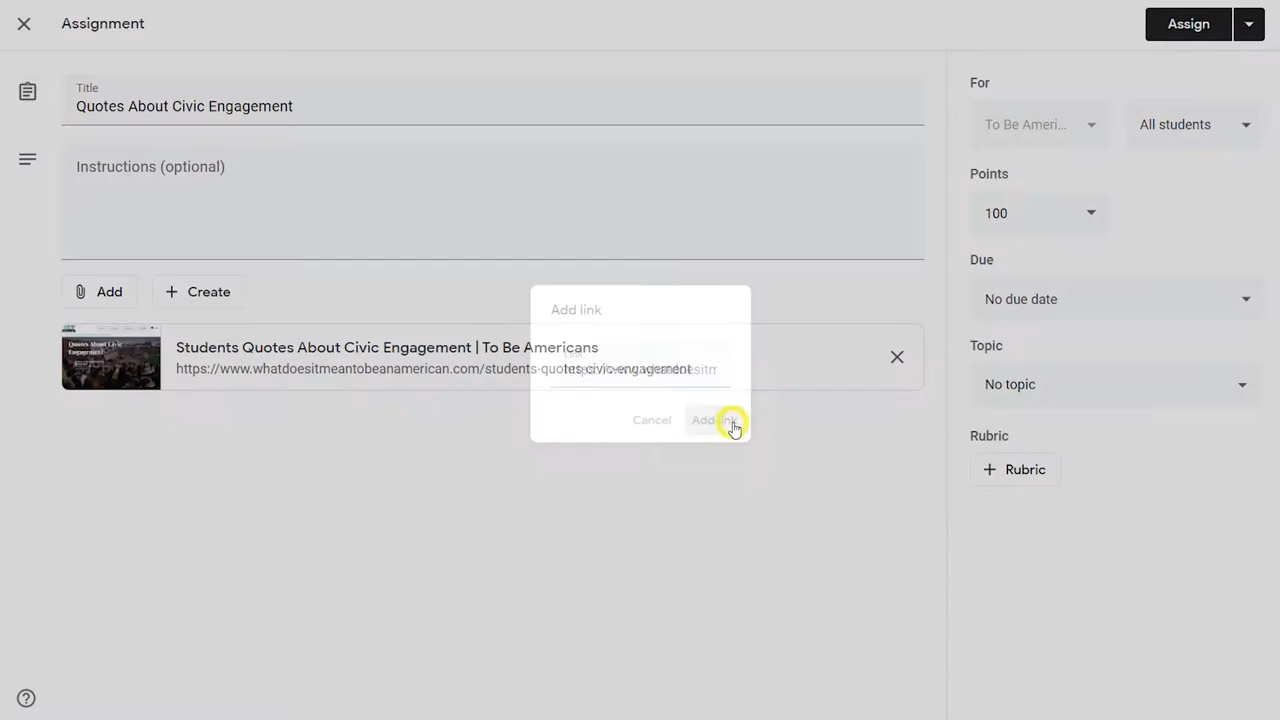 Assignment
Assign
Title
Quotes About Civic Engagement
Instructions (optional)
Add
Create
Add link
Students Quotes About Civic Engagement | To Be Americans
https://www.whatdoesitmeantobeanamerican.com/students-quotes-civic-engagement
Cancel
Add link
For
To Be Ameri...
All students
Points
100
Due
No due date
Topic
No topic
Rubric
Rubric